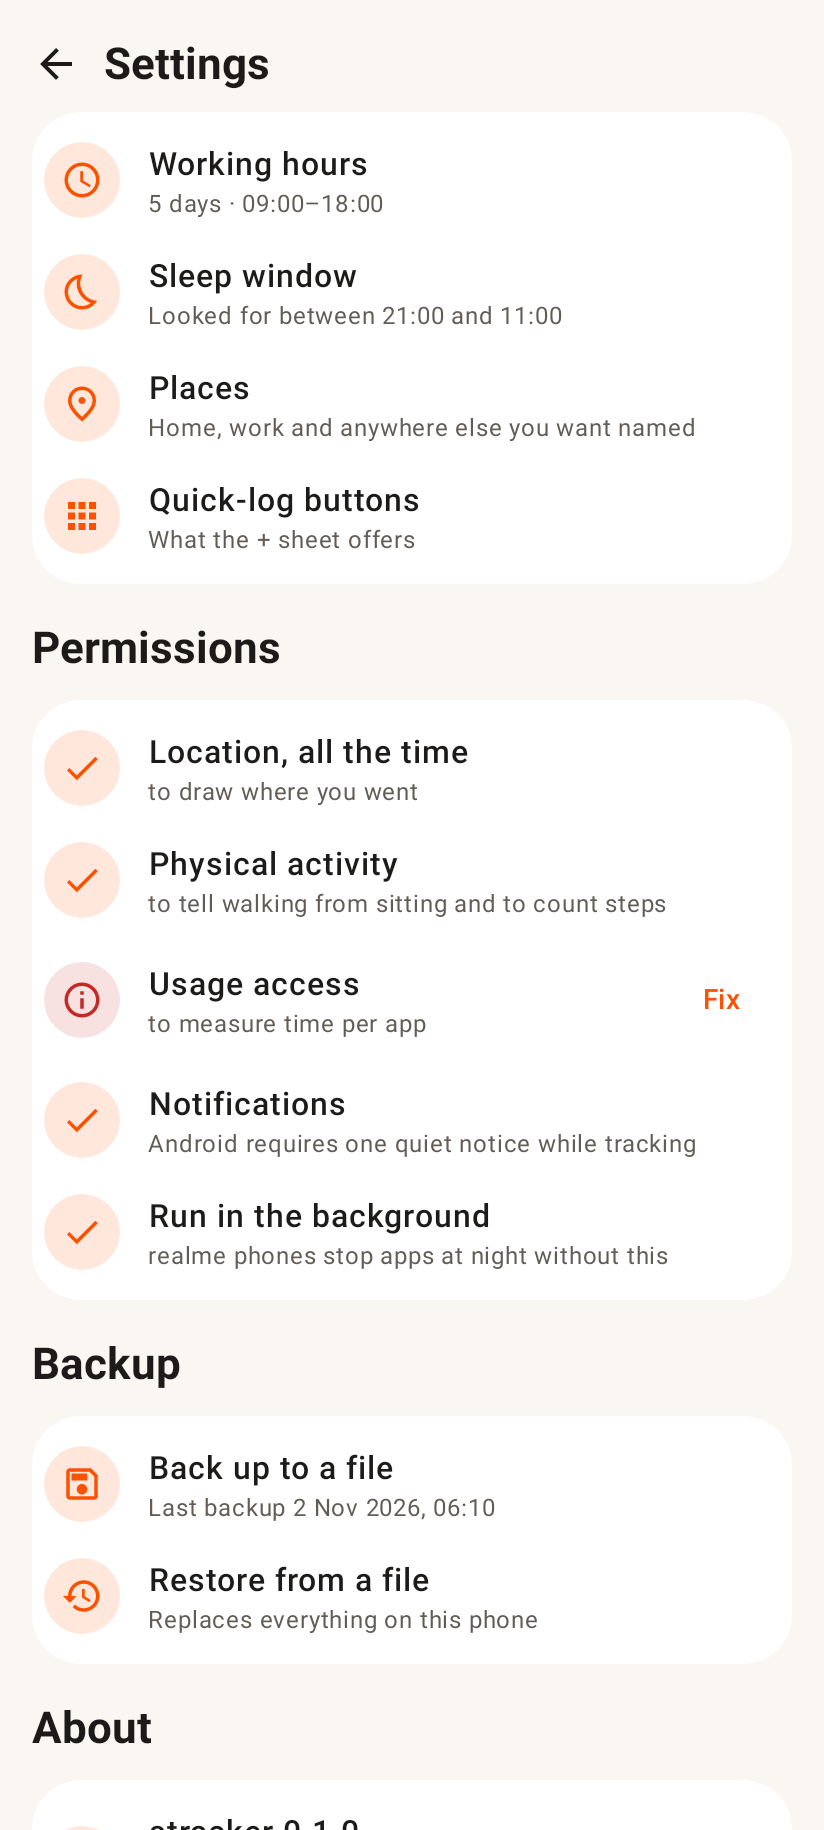 Settings
Working hours
5 days · 09:00–18:00
Sleep window
Looked for between 21:00 and 11:00
Places
Home, work and anywhere else you want named
Quick-log buttons
What the + sheet offers
Permissions
Location, all the time
to draw where you went
Physical activity
to tell walking from sitting and to count steps
Usage access
to measure time per app
Fix
Notifications
Android requires one quiet notice while tracking
Run in the background
realme phones stop apps at night without this
Backup
Back up to a file
Last backup 2 Nov 2026, 06:10
Restore from a file
Replaces everything on this phone
About